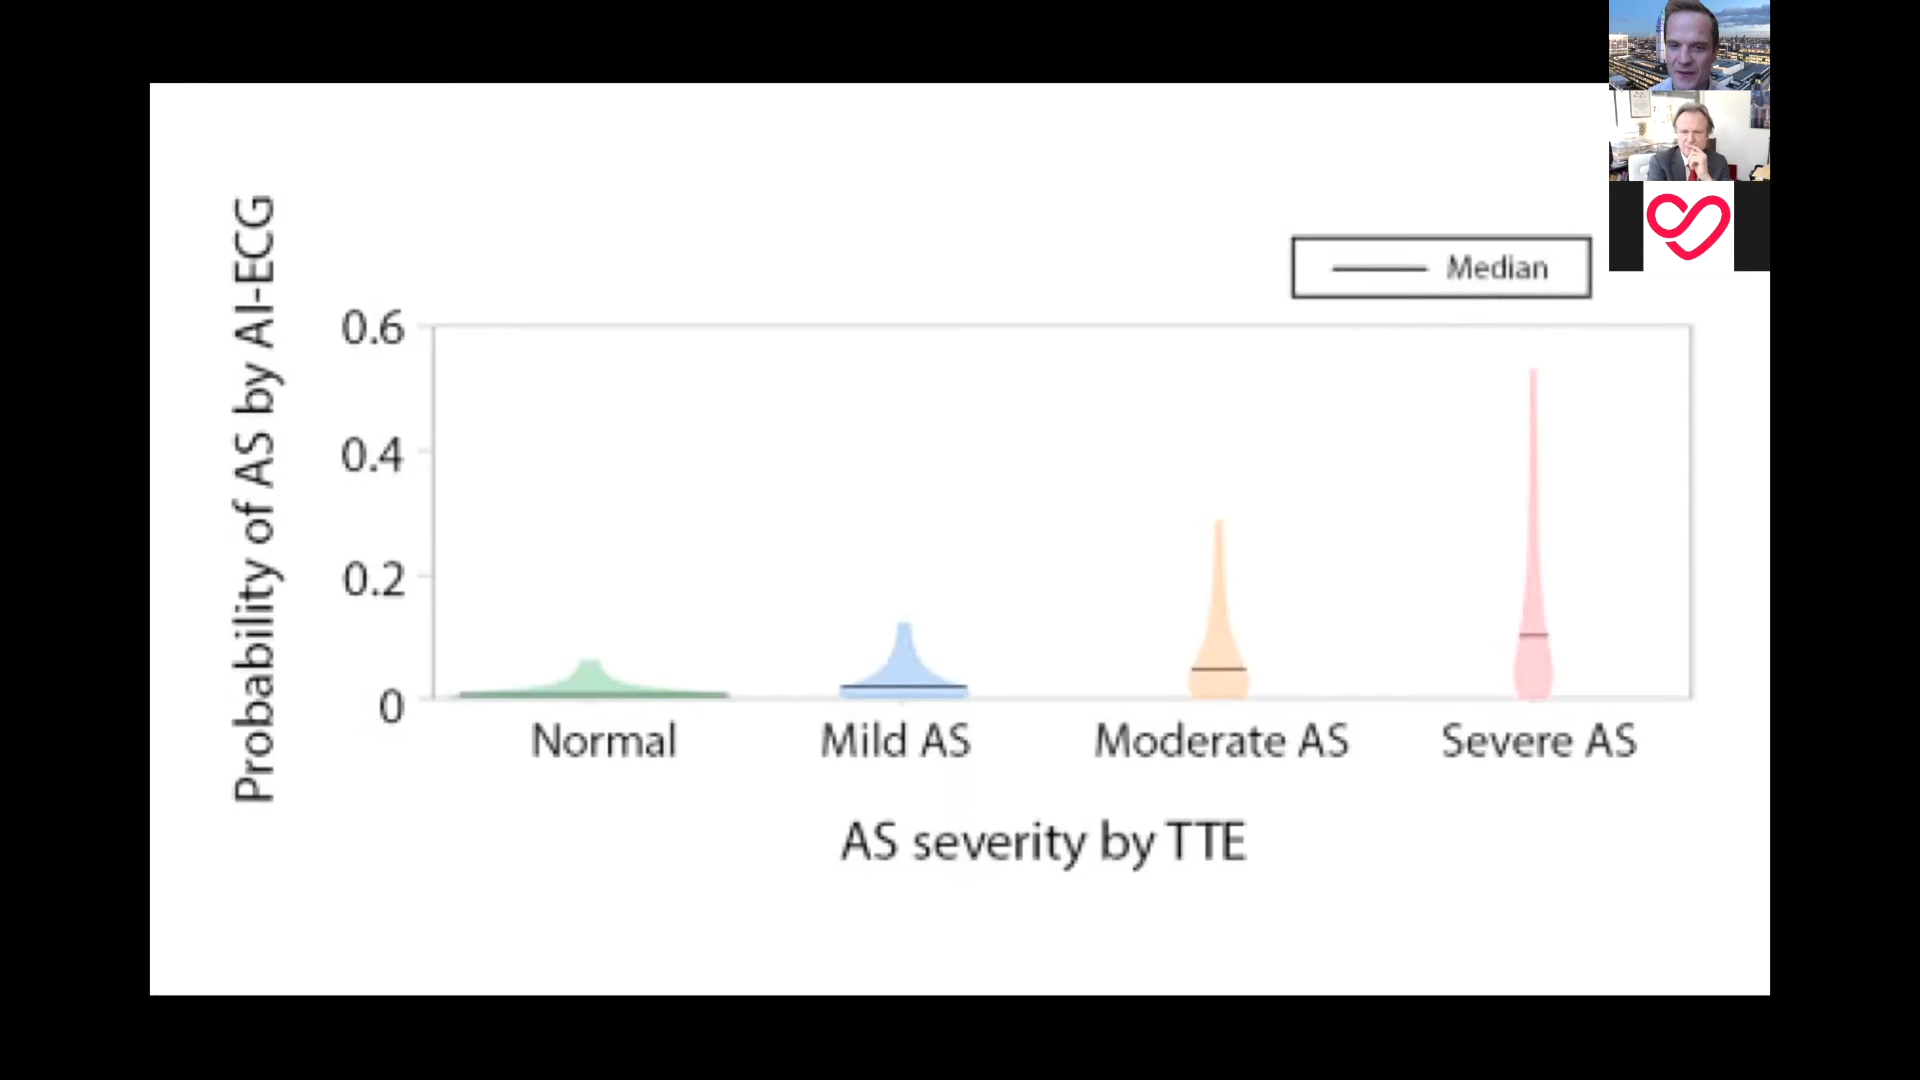 Probability of AS by AI-ECG
Median
0.6
0.4
0.2
0
Normal
Mild AS
Moderate AS
Severe AS
AS severity by TTE